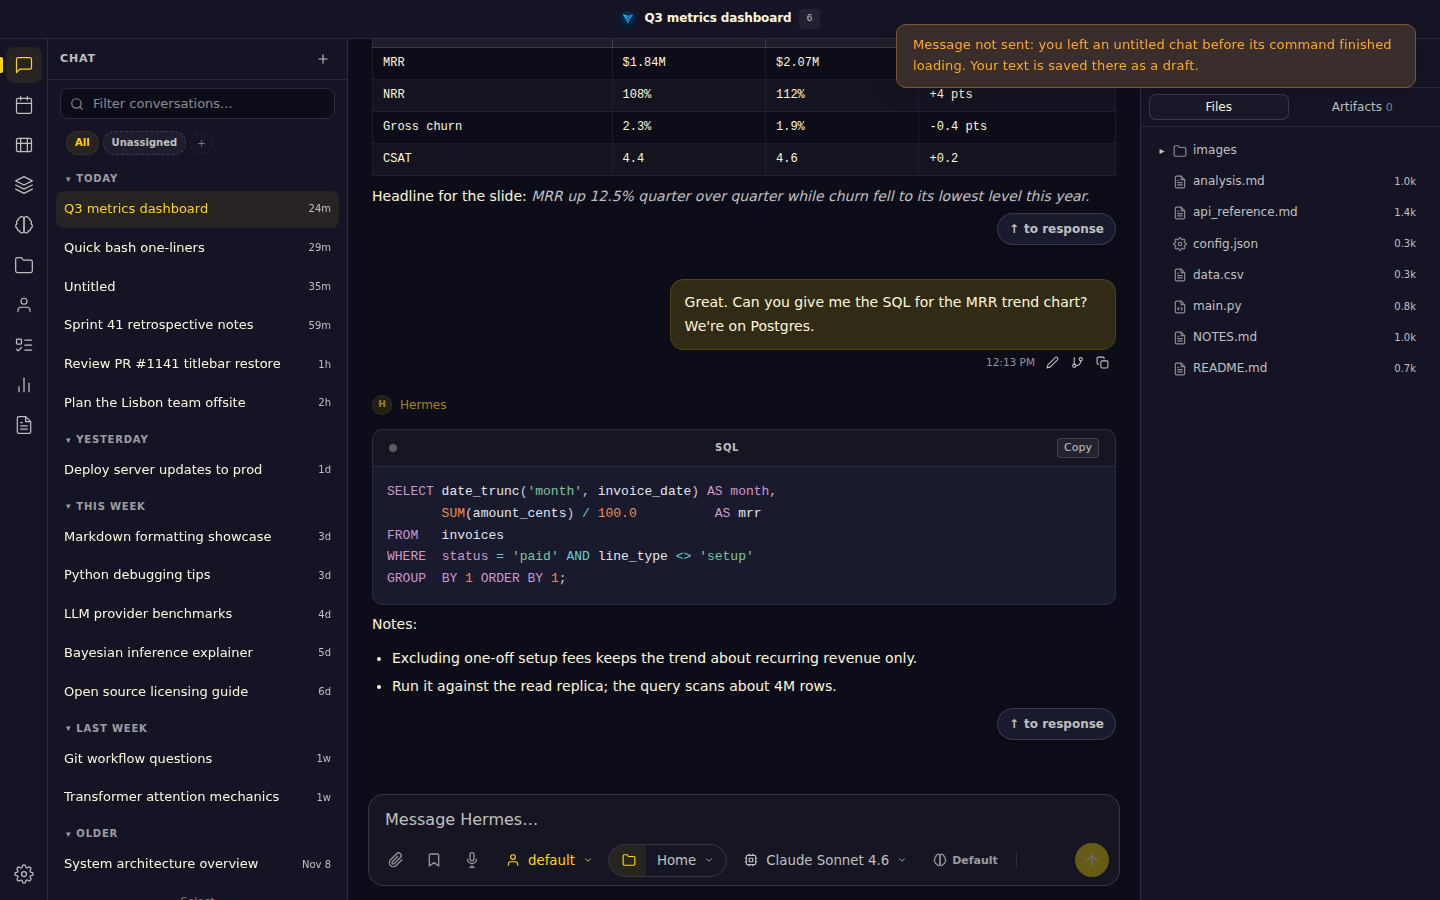 Q3 metrics dashboard 6
Message not sent: you left an untitled chat before its command finished
loading. Your text is saved there as a draft.
CHAT
Filter conversations...
All Unassigned +
TODAY
Q3 metrics dashboard 24m
Quick bash one-liners 29m
Untitled 35m
Sprint 41 retrospective notes 59m
Review PR #1141 titlebar restore 1h
Plan the Lisbon team offsite 2h
YESTERDAY
Deploy server updates to prod 1d
THIS WEEK
Markdown formatting showcase 3d
Python debugging tips 3d
LLM provider benchmarks 4d
Bayesian inference explainer 5d
Open source licensing guide 6d
LAST WEEK
Git workflow questions 1w
Transformer attention mechanics 1w
OLDER
System architecture overview Nov 8
Select
MRR $1.84M $2.07M
NRR 108% 112% +4 pts
Gross churn 2.3% 1.9% -0.4 pts
CSAT 4.4 4.6 +0.2
Headline for the slide: MRR up 12.5% quarter over quarter while churn fell to its lowest level this year.
↑ to response
Great. Can you give me the SQL for the MRR trend chart?
We're on Postgres.
12:13 PM
H Hermes
SQL Copy
SELECT date_trunc('month', invoice_date) AS month,
SUM(amount_cents) / 100.0 AS mrr
FROM invoices
WHERE status = 'paid' AND line_type <> 'setup'
GROUP BY 1 ORDER BY 1;
Notes:
• Excluding one-off setup fees keeps the trend about recurring revenue only.
• Run it against the read replica; the query scans about 4M rows.
↑ to response
Message Hermes...
default Home Claude Sonnet 4.6 Default
Files Artifacts 0
images
analysis.md 1.0k
api_reference.md 1.4k
config.json 0.3k
data.csv 0.3k
main.py 0.8k
NOTES.md 1.0k
README.md 0.7k